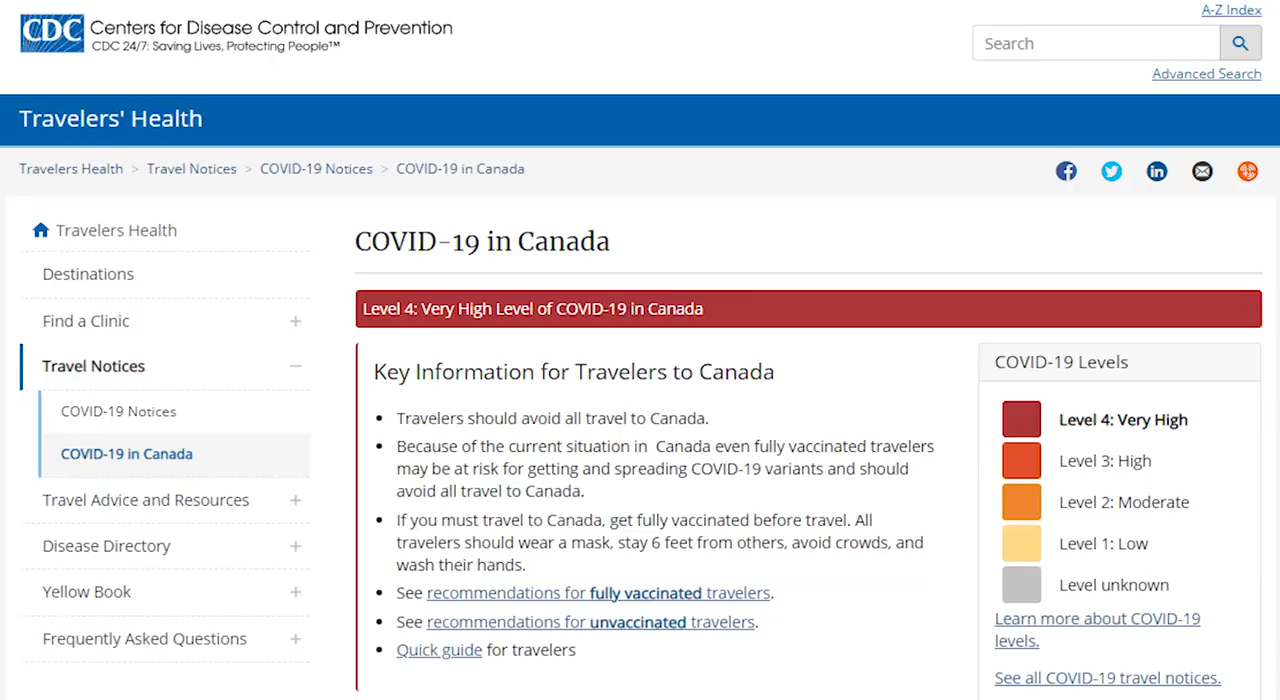 A-Z Index
CDC
Centers for Disease Control and Prevention
CDC 24/7: Saving Lives, Protecting People™
Search
Advanced Search
Travelers' Health
Travelers Health > Travel Notices > COVID-19 Notices > COVID-19 in Canada
Travelers Health
Destinations
Find a Clinic +
Travel Notices −
COVID-19 Notices
COVID-19 in Canada
Travel Advice and Resources +
Disease Directory +
Yellow Book +
Frequently Asked Questions +
COVID-19 in Canada
Level 4: Very High Level of COVID-19 in Canada
Key Information for Travelers to Canada
• Travelers should avoid all travel to Canada.
• Because of the current situation in Canada even fully vaccinated travelers
may be at risk for getting and spreading COVID-19 variants and should
avoid all travel to Canada.
• If you must travel to Canada, get fully vaccinated before travel. All
travelers should wear a mask, stay 6 feet from others, avoid crowds, and
wash their hands.
• See recommendations for fully vaccinated travelers.
• See recommendations for unvaccinated travelers.
• Quick guide for travelers
COVID-19 Levels
Level 4: Very High
Level 3: High
Level 2: Moderate
Level 1: Low
Level unknown
Learn more about COVID-19
levels.
See all COVID-19 travel notices.